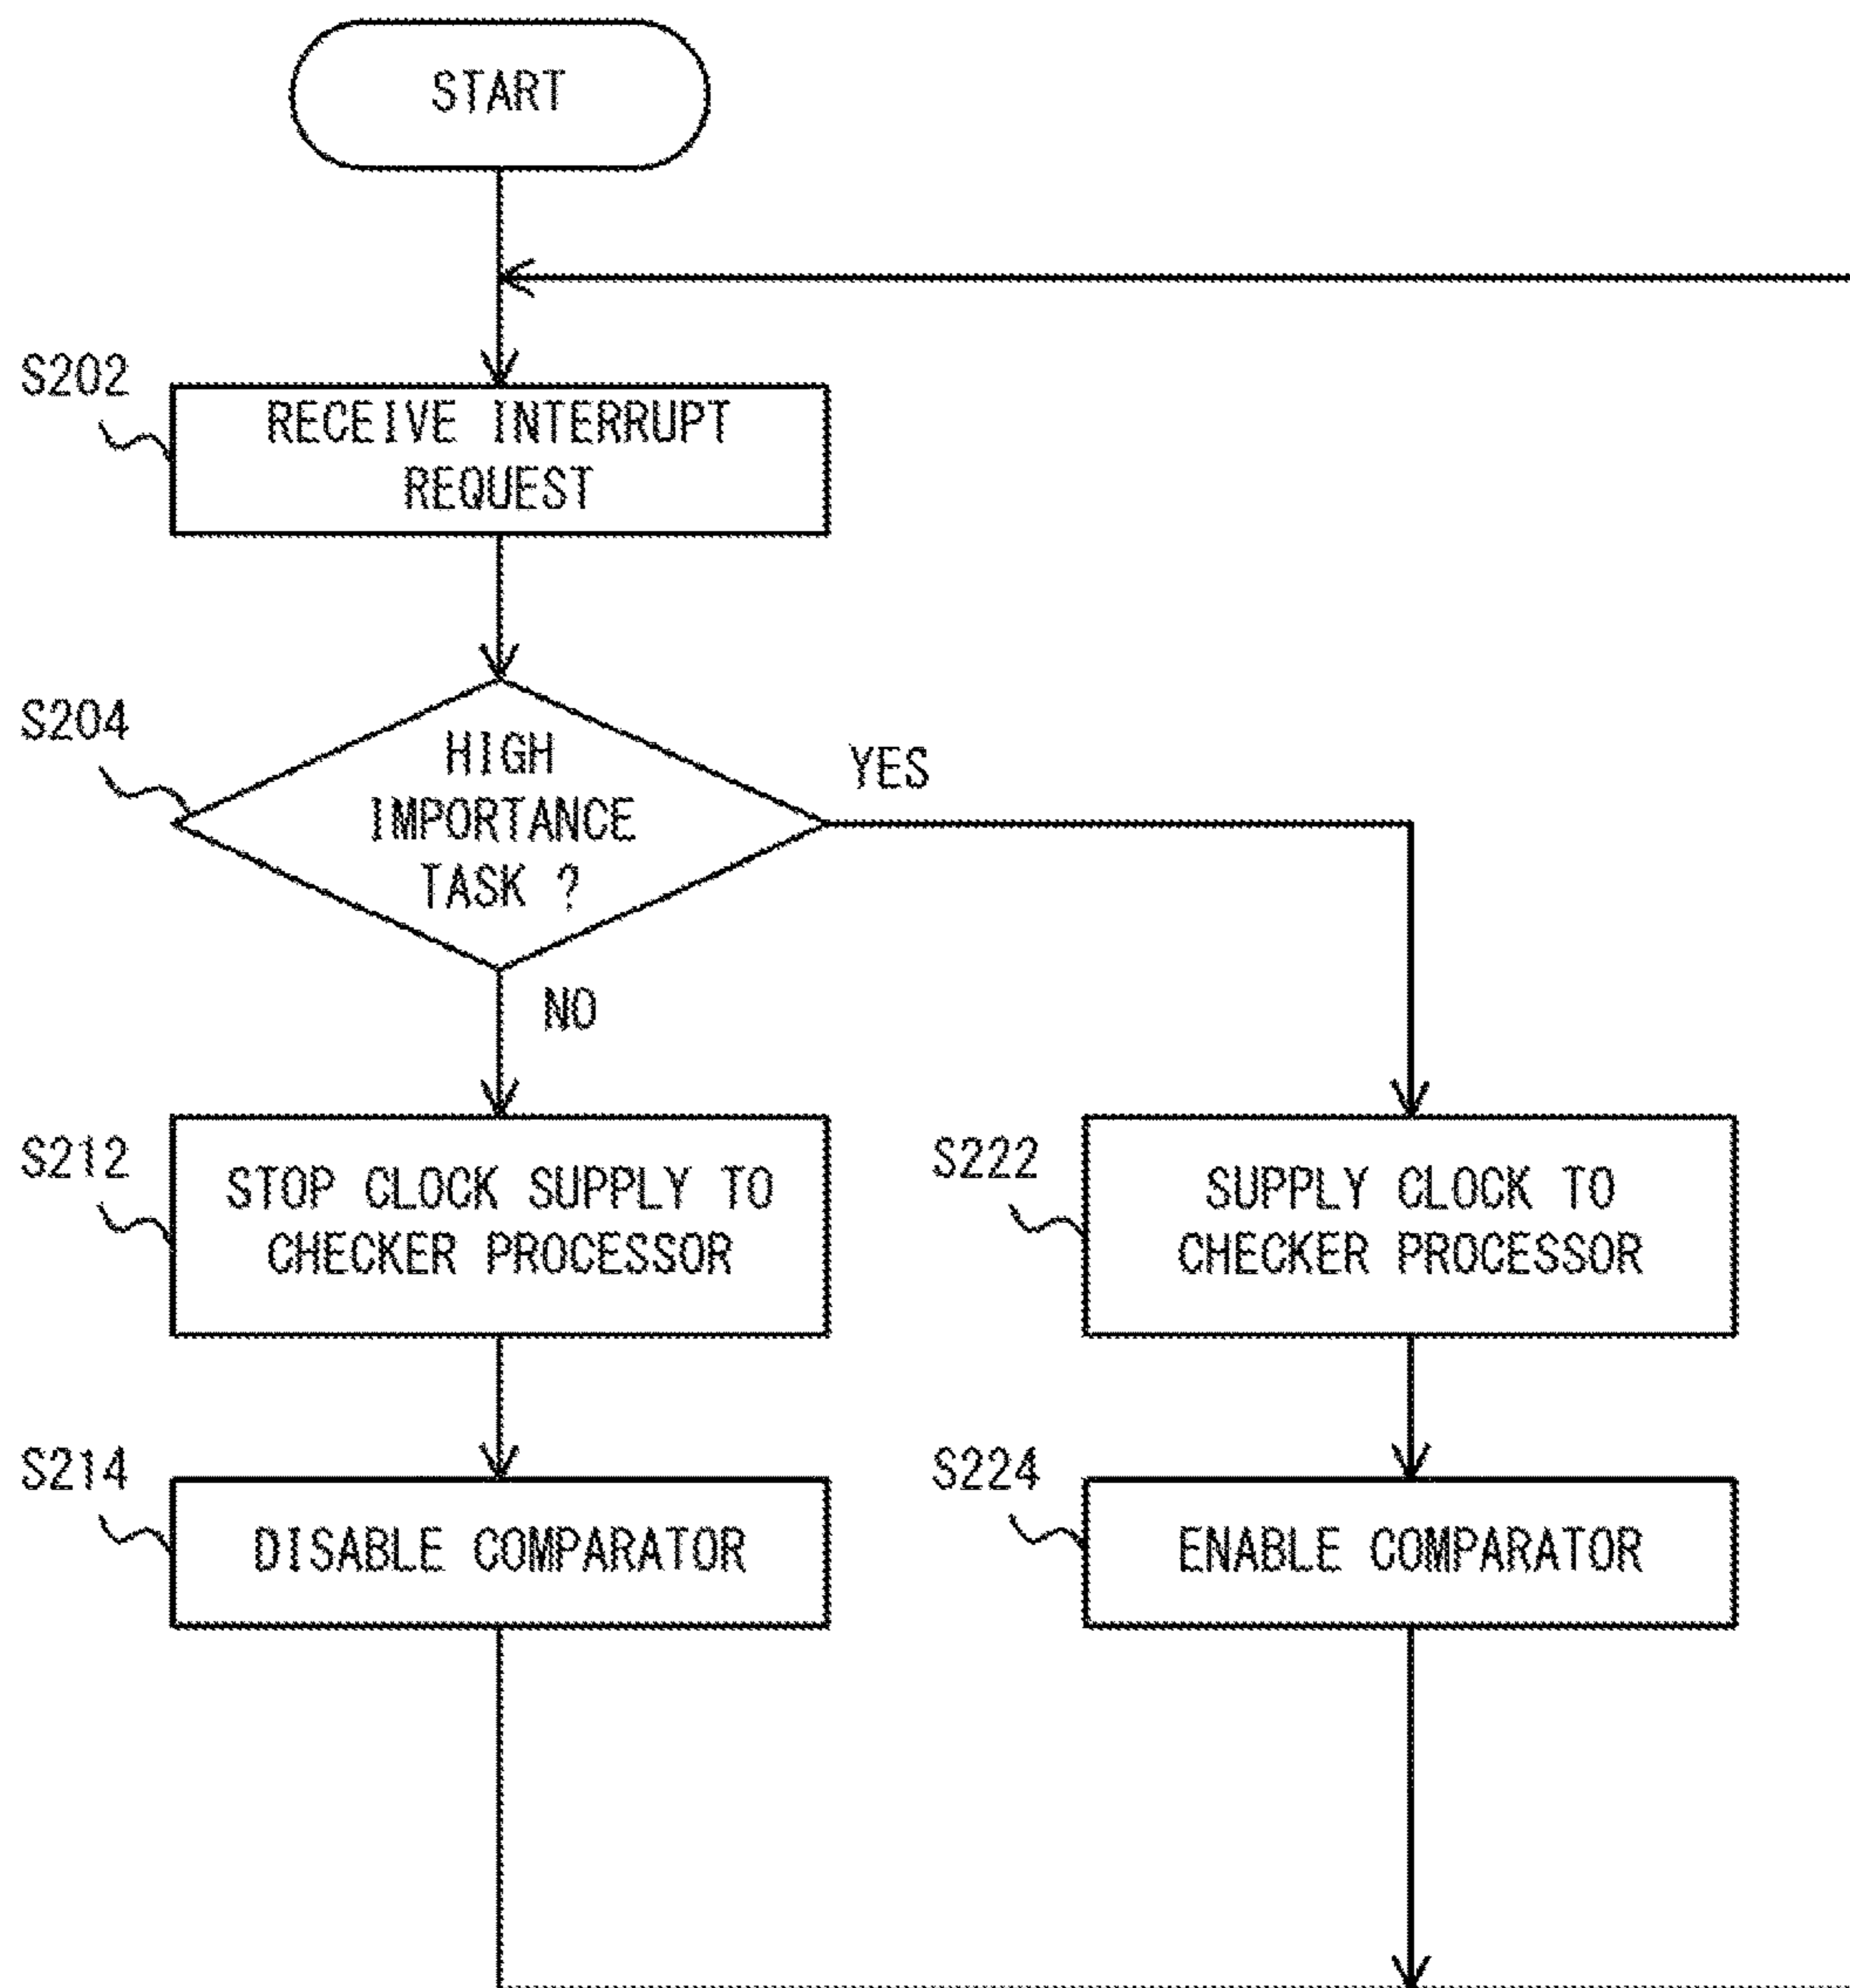 START
S202
RECEIVE INTERRUPT
REQUEST
S204
HIGH
IMPORTANCE
TASK ?
YES
NO
S212
STOP CLOCK SUPPLY TO
CHECKER PROCESSOR
S222
SUPPLY CLOCK TO
CHECKER PROCESSOR
S214
DISABLE COMPARATOR
S224
ENABLE COMPARATOR